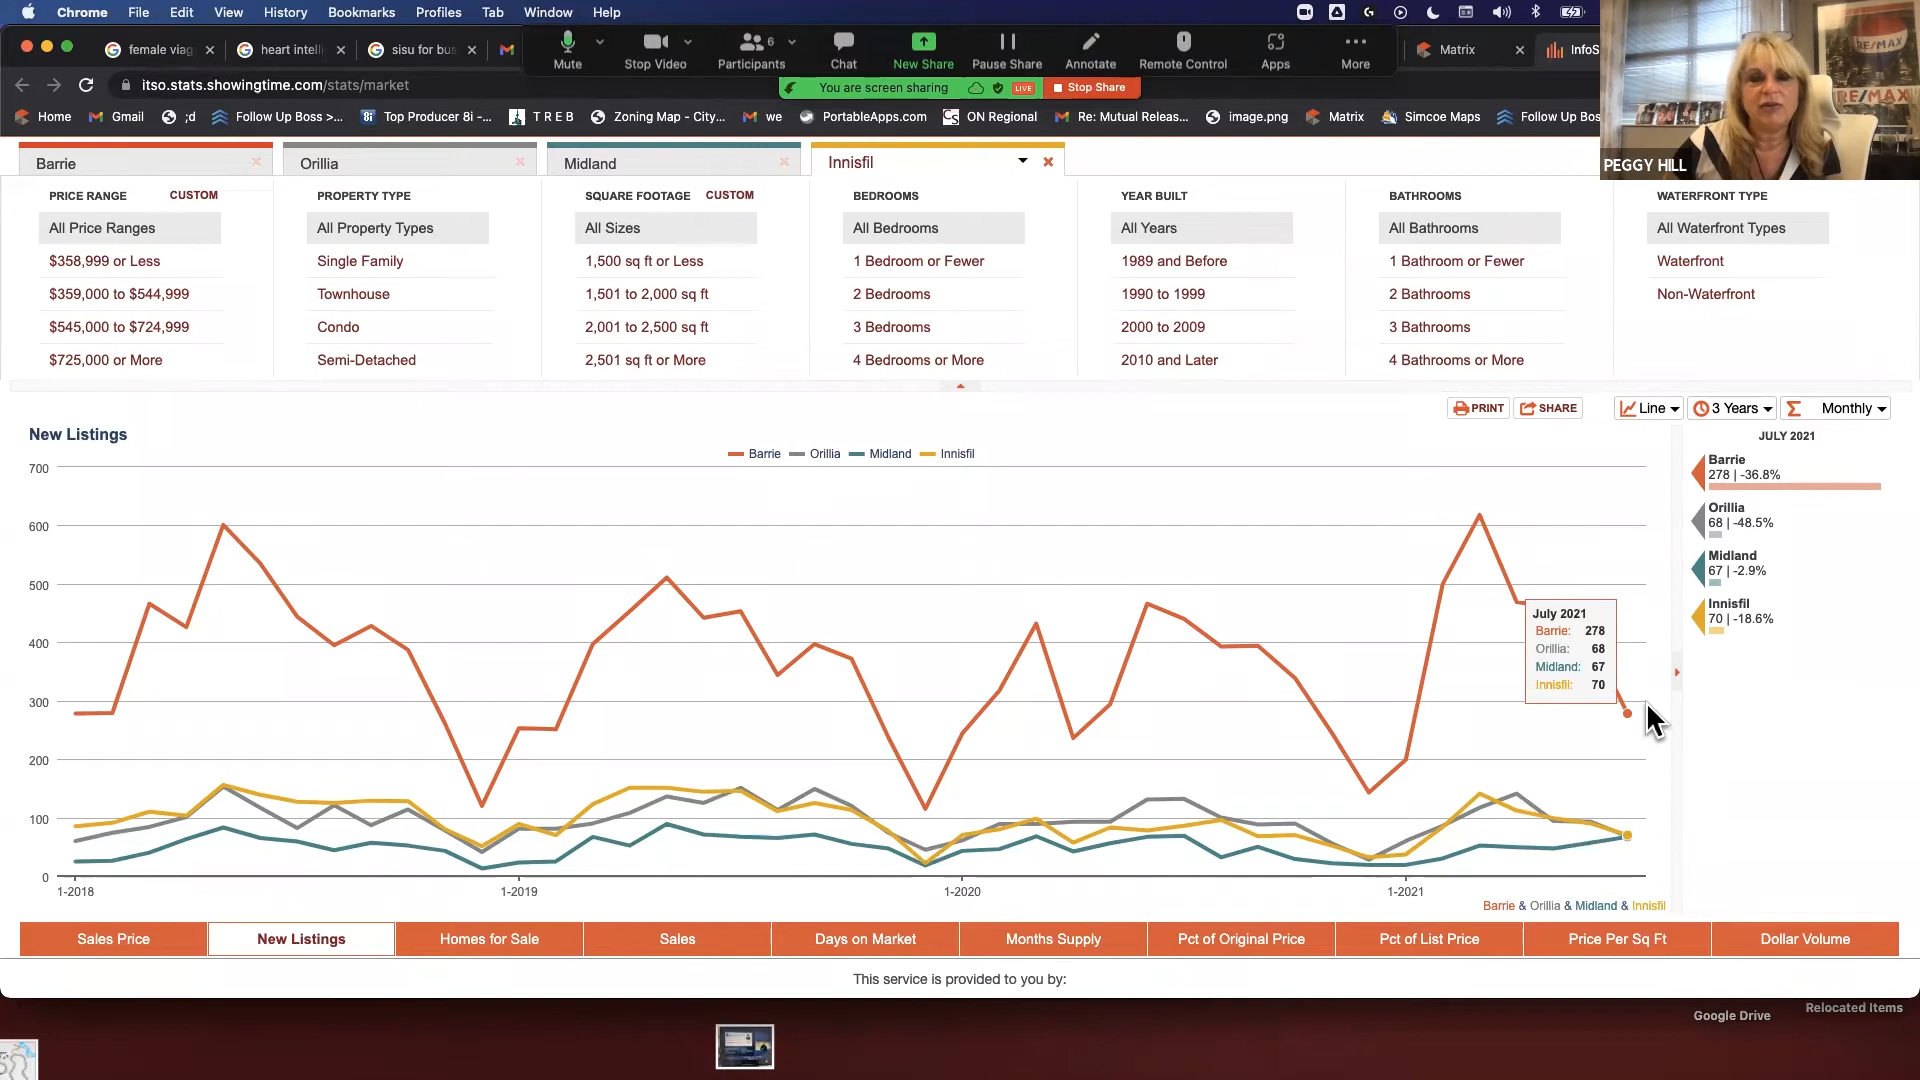 Chrome File Edit View History Bookmarks Profiles Tab Window Help
female viag heart intelli sisu for bus Matrix InfoS
Mute Stop Video Participants 6 Chat New Share Pause Share Annotate Remote Control Apps More
itso.stats.showingtime.com/stats/market
You are screen sharing LIVE Stop Share
Home Gmail ;d Follow Up Boss >... Top Producer 8i -... T R E B Zoning Map - City... we PortableApps.com ON Regional Re: Mutual Releas... image.png Matrix Simcoe Maps Follow Up Bos
RE/MAX
RE/MAX
PEGGY HILL
Barrie Orillia Midland Innisfil
PRICE RANGE CUSTOM PROPERTY TYPE SQUARE FOOTAGE CUSTOM BEDROOMS YEAR BUILT BATHROOMS WATERFRONT TYPE
All Price Ranges All Property Types All Sizes All Bedrooms All Years All Bathrooms All Waterfront Types
$358,999 or Less Single Family 1,500 sq ft or Less 1 Bedroom or Fewer 1989 and Before 1 Bathroom or Fewer Waterfront
$359,000 to $544,999 Townhouse 1,501 to 2,000 sq ft 2 Bedrooms 1990 to 1999 2 Bathrooms Non-Waterfront
$545,000 to $724,999 Condo 2,001 to 2,500 sq ft 3 Bedrooms 2000 to 2009 3 Bathrooms
$725,000 or More Semi-Detached 2,501 sq ft or More 4 Bedrooms or More 2010 and Later 4 Bathrooms or More
PRINT SHARE Line 3 Years Σ Monthly
New Listings
JULY 2021
Barrie Orillia Midland Innisfil
Barrie
278 | -36.8%
Orillia
68 | -48.5%
Midland
67 | -2.9%
Innisfil
70 | -18.6%
700
600
500
400
300
200
100
0
July 2021
Barrie: 278
Orillia: 68
Midland: 67
Innisfil: 70
1-2018 1-2019 1-2020 1-2021
Barrie & Orillia & Midland & Innisfil
Sales Price New Listings Homes for Sale Sales Days on Market Months Supply Pct of Original Price Pct of List Price Price Per Sq Ft Dollar Volume
This service is provided to you by:
Google Drive Relocated Items